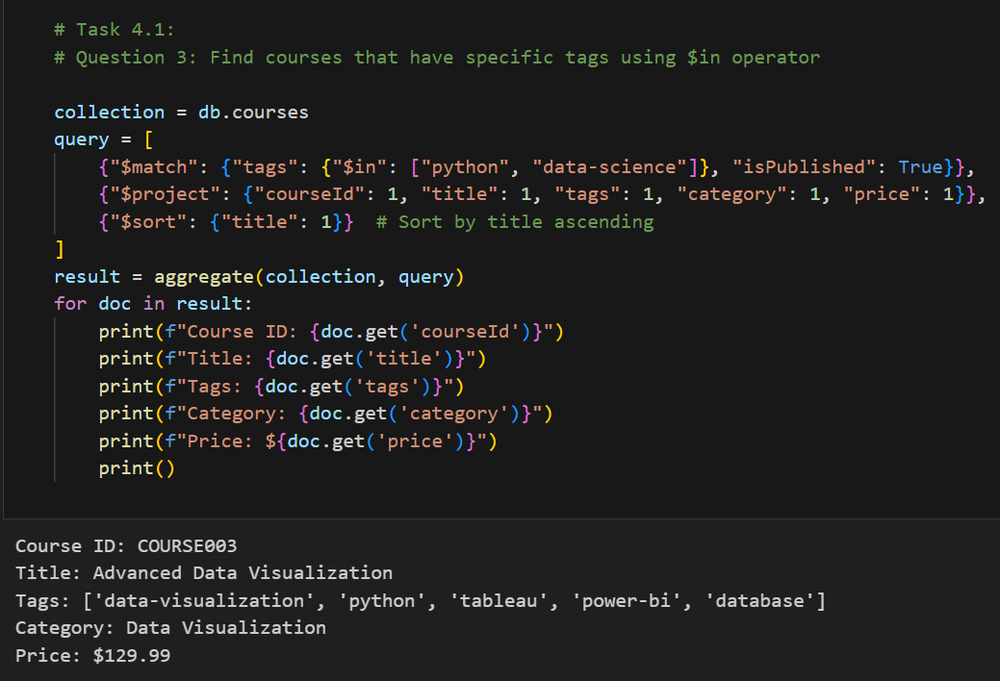 # Task 4.1:
# Question 3: Find courses that have specific tags using $in operator
collection = db.courses
query = [
    {"$match": {"tags": {"$in": ["python", "data-science"]}, "isPublished": True}},
    {"$project": {"courseId": 1, "title": 1, "tags": 1, "category": 1, "price": 1}},
    {"$sort": {"title": 1}}  # Sort by title ascending
]
result = aggregate(collection, query)
for doc in result:
    print(f"Course ID: {doc.get('courseId')}")
    print(f"Title: {doc.get('title')}")
    print(f"Tags: {doc.get('tags')}")
    print(f"Category: {doc.get('category')}")
    print(f"Price: ${doc.get('price')}")
    print()
Course ID: COURSE003
Title: Advanced Data Visualization
Tags: ['data-visualization', 'python', 'tableau', 'power-bi', 'database']
Category: Data Visualization
Price: $129.99